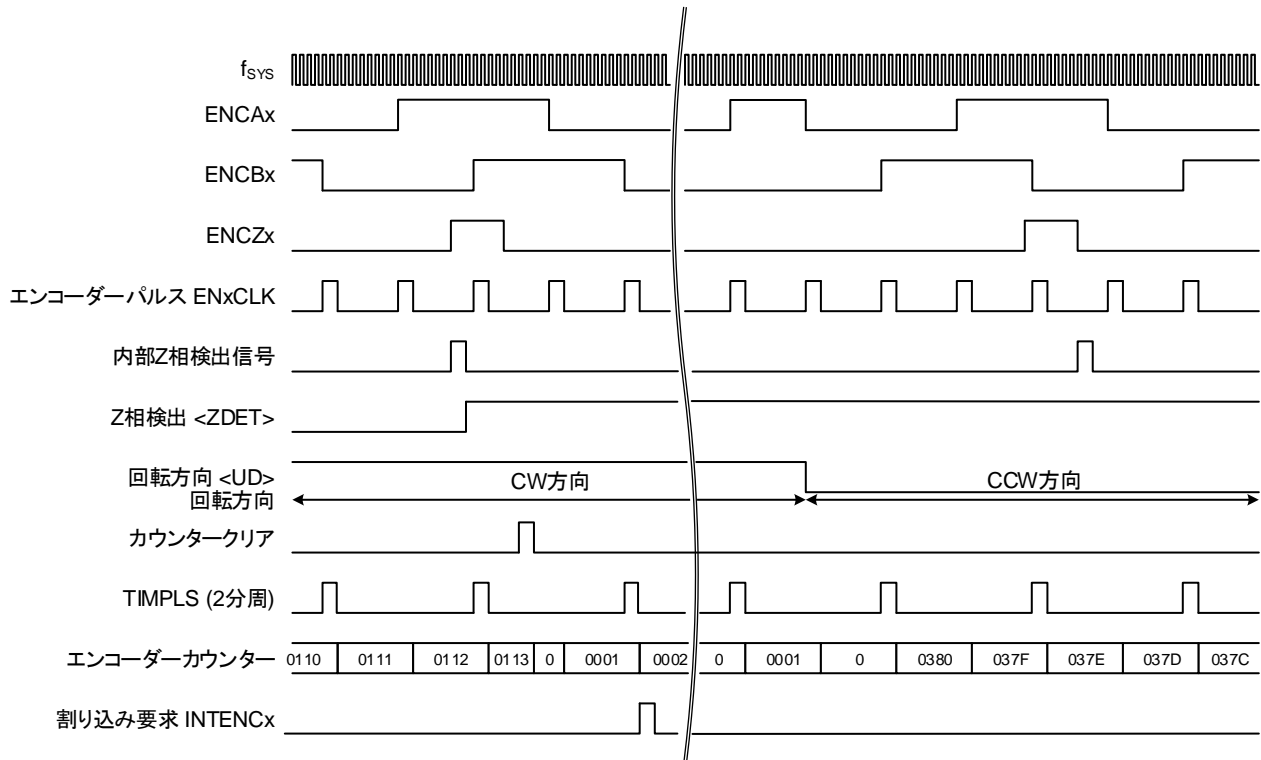 fSYS
ENCAx
ENCBx
ENCZx
エンコーダーパルス ENxCLK
内部Z相検出信号
Z相検出 <ZDET>
回転方向 <UD>
回転方向
CW方向
CCW方向
カウンタークリア
TIMPLS (2分周)
エンコーダーカウンター 0110 0111 0112 0113 0 0001 0002 0 0001 0 0380 037F 037E 037D 037C
割り込み要求 INTENCx